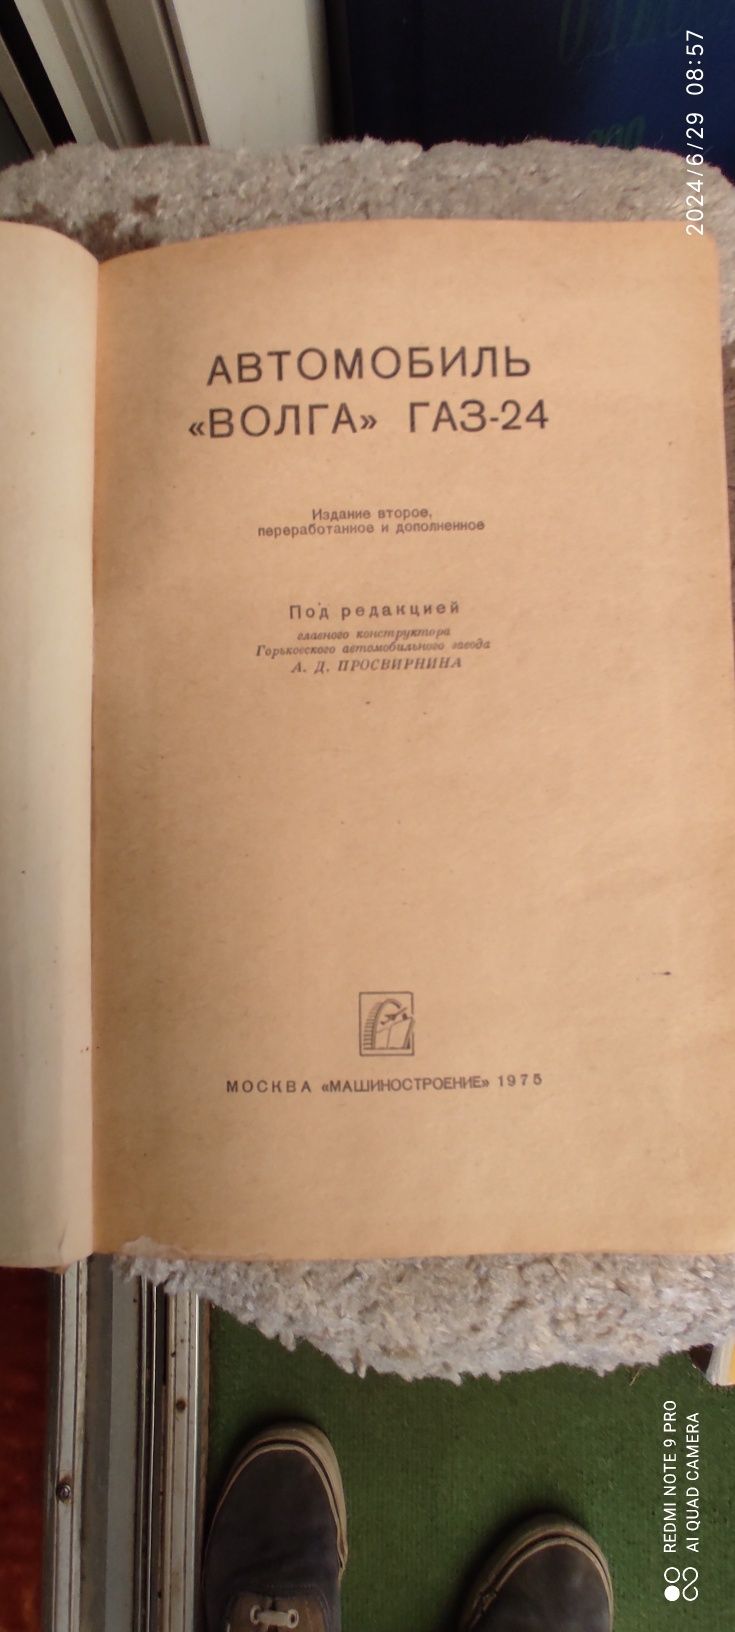 2024/6/29 08:57
АВТОМОБИЛЬ
«ВОЛГА» ГАЗ-24
Издание второе,
переработанное и дополненное
Под редакцией
главного конструктора
Горьковского автомобильного завода
А. Д. ПРОСВИРНИНА
МОСКВА «МАШИНОСТРОЕНИЕ» 1975
REDMI NOTE 9 PRO
AI QUAD CAMERA